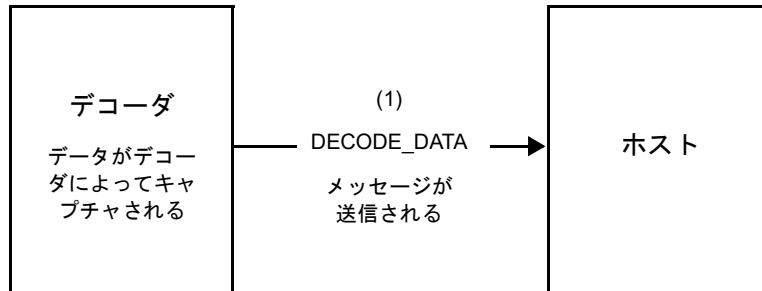 デコーダ
データがデコー
ダによってキャ
プチャされる
(1)
DECODE_DATA
メッセージが
送信される
ホスト